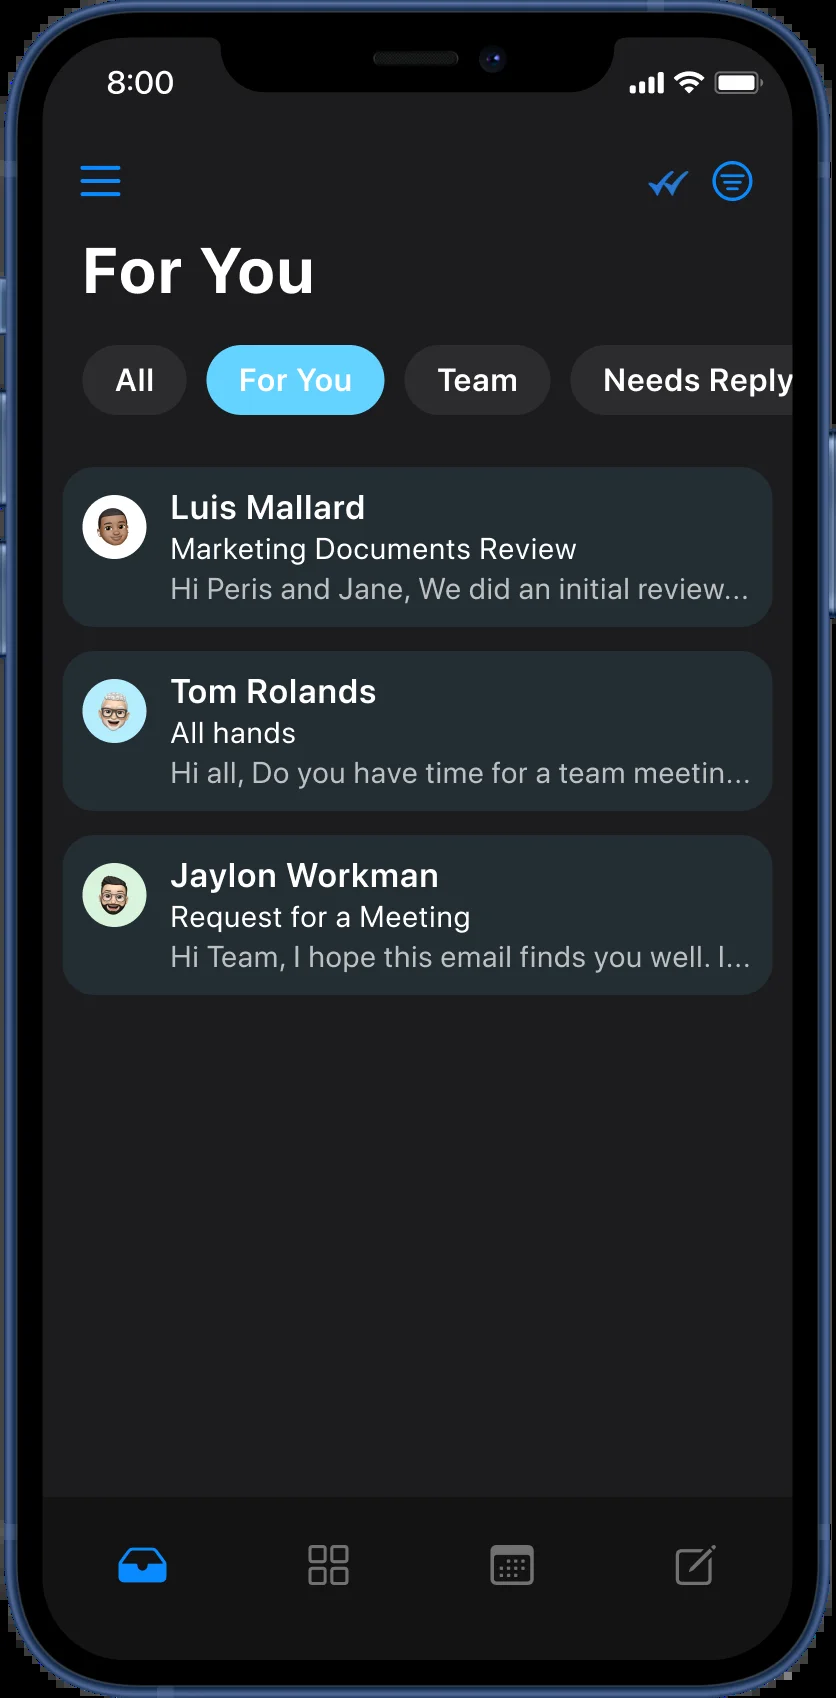 8:00
For You
All
For You
Team
Needs Reply
Luis Mallard
Marketing Documents Review
Hi Peris and Jane, We did an initial review...
Tom Rolands
All hands
Hi all, Do you have time for a team meetin...
Jaylon Workman
Request for a Meeting
Hi Team, I hope this email finds you well. I...